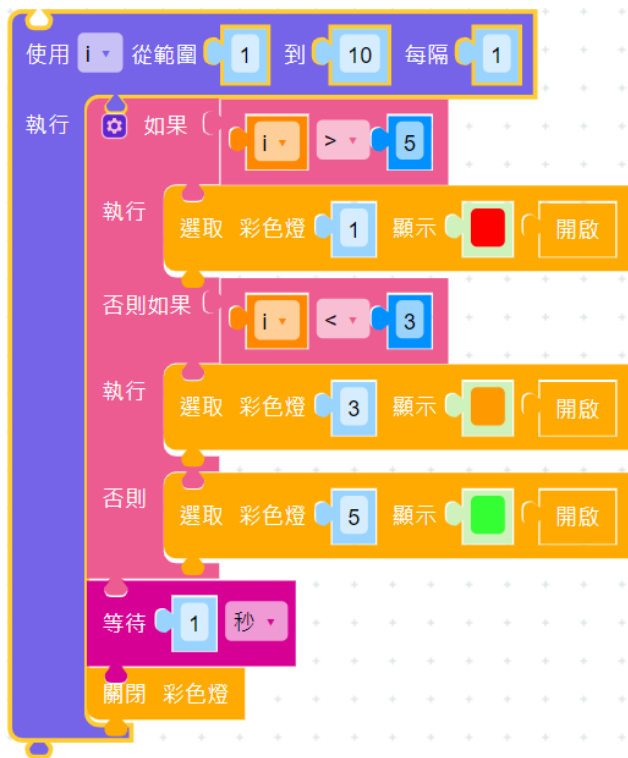 使用 i 從範圍 1 到 10 每隔 1
執行 如果 i > 5
執行 選取 彩色燈 1 顯示 開啟
否則如果 i < 3
執行 選取 彩色燈 3 顯示 開啟
否則 選取 彩色燈 5 顯示 開啟
等待 1 秒
關閉 彩色燈